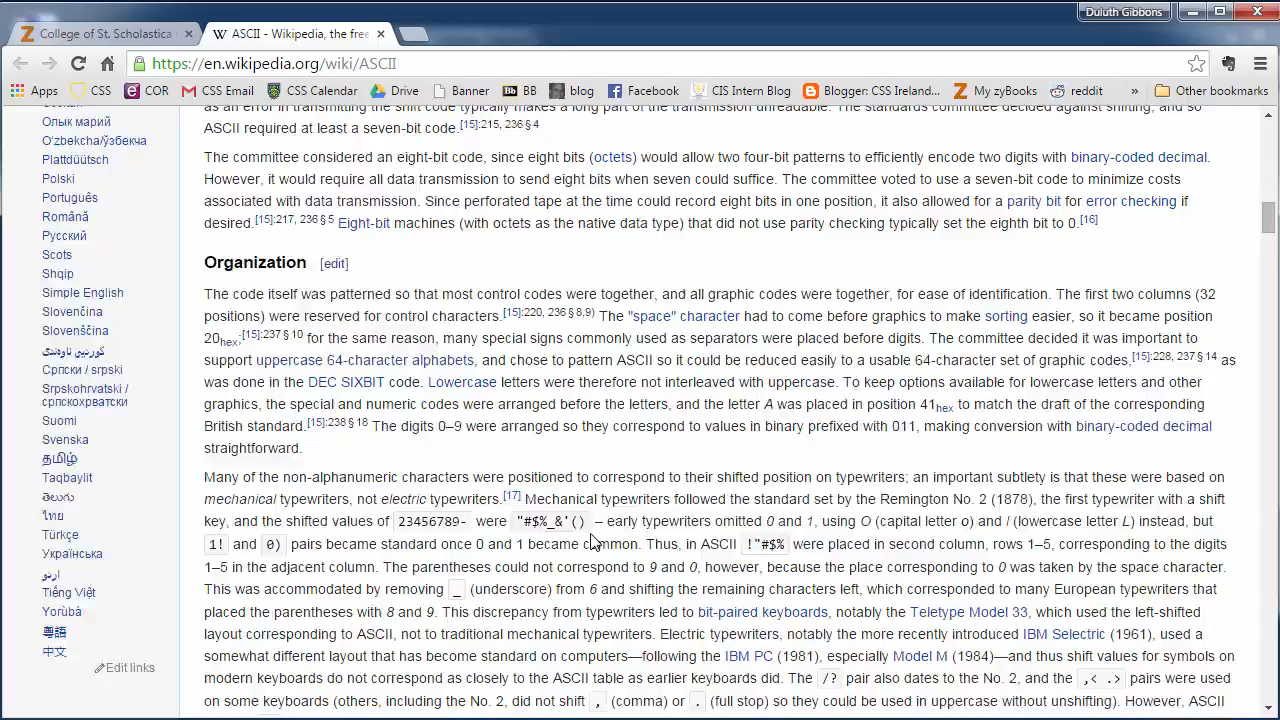 Duluth Gibbons
College of St. Scholastica
ASCII - Wikipedia, the free
https://en.wikipedia.org/wiki/ASCII
Apps CSS COR CSS Email CSS Calendar Drive Banner BB blog Facebook CIS Intern Blog Blogger: CSS Ireland... My zyBooks reddit » Other bookmarks
Олык марий
Oʻzbekcha/ўзбекча
Plattdüütsch
Polski
Português
Română
Русский
Scots
Shqip
Simple English
Slovenčina
Slovenščina
کوردیی ناوەندی
Српски / srpski
Srpskohrvatski /
српскохрватски
Suomi
Svenska
தமிழ்
Taqbaylit
తెలుగు
ไทย
Türkçe
Українська
اردو
Tiếng Việt
Yorùbá
粵語
中文
Edit links
as an error in transmitting the shift code typically makes a long part of the transmission unreadable. The standards committee decided against shifting, and so
ASCII required at least a seven-bit code.[15]:215, 236 § 4
The committee considered an eight-bit code, since eight bits (octets) would allow two four-bit patterns to efficiently encode two digits with binary-coded decimal.
However, it would require all data transmission to send eight bits when seven could suffice. The committee voted to use a seven-bit code to minimize costs
associated with data transmission. Since perforated tape at the time could record eight bits in one position, it also allowed for a parity bit for error checking if
desired.[15]:217, 236 § 5 Eight-bit machines (with octets as the native data type) that did not use parity checking typically set the eighth bit to 0.[16]
Organization [edit]
The code itself was patterned so that most control codes were together, and all graphic codes were together, for ease of identification. The first two columns (32
positions) were reserved for control characters.[15]:220, 236 § 8,9) The "space" character had to come before graphics to make sorting easier, so it became position
20hex;[15]:237 § 10 for the same reason, many special signs commonly used as separators were placed before digits. The committee decided it was important to
support uppercase 64-character alphabets, and chose to pattern ASCII so it could be reduced easily to a usable 64-character set of graphic codes,[15]:228, 237 § 14 as
was done in the DEC SIXBIT code. Lowercase letters were therefore not interleaved with uppercase. To keep options available for lowercase letters and other
graphics, the special and numeric codes were arranged before the letters, and the letter A was placed in position 41hex to match the draft of the corresponding
British standard.[15]:238 § 18 The digits 0–9 were arranged so they correspond to values in binary prefixed with 011, making conversion with binary-coded decimal
straightforward.
Many of the non-alphanumeric characters were positioned to correspond to their shifted position on typewriters; an important subtlety is that these were based on
mechanical typewriters, not electric typewriters.[17] Mechanical typewriters followed the standard set by the Remington No. 2 (1878), the first typewriter with a shift
key, and the shifted values of 23456789- were "#$%_&'() – early typewriters omitted 0 and 1, using O (capital letter o) and l (lowercase letter L) instead, but
1! and 0) pairs became standard once 0 and 1 became common. Thus, in ASCII !"#$% were placed in second column, rows 1–5, corresponding to the digits
1–5 in the adjacent column. The parentheses could not correspond to 9 and 0, however, because the place corresponding to 0 was taken by the space character.
This was accommodated by removing _ (underscore) from 6 and shifting the remaining characters left, which corresponded to many European typewriters that
placed the parentheses with 8 and 9. This discrepancy from typewriters led to bit-paired keyboards, notably the Teletype Model 33, which used the left-shifted
layout corresponding to ASCII, not to traditional mechanical typewriters. Electric typewriters, notably the more recently introduced IBM Selectric (1961), used a
somewhat different layout that has become standard on computers—following the IBM PC (1981), especially Model M (1984)—and thus shift values for symbols on
modern keyboards do not correspond as closely to the ASCII table as earlier keyboards did. The /? pair also dates to the No. 2, and the ,< .> pairs were used
on some keyboards (others, including the No. 2, did not shift , (comma) or . (full stop) so they could be used in uppercase without unshifting). However, ASCII